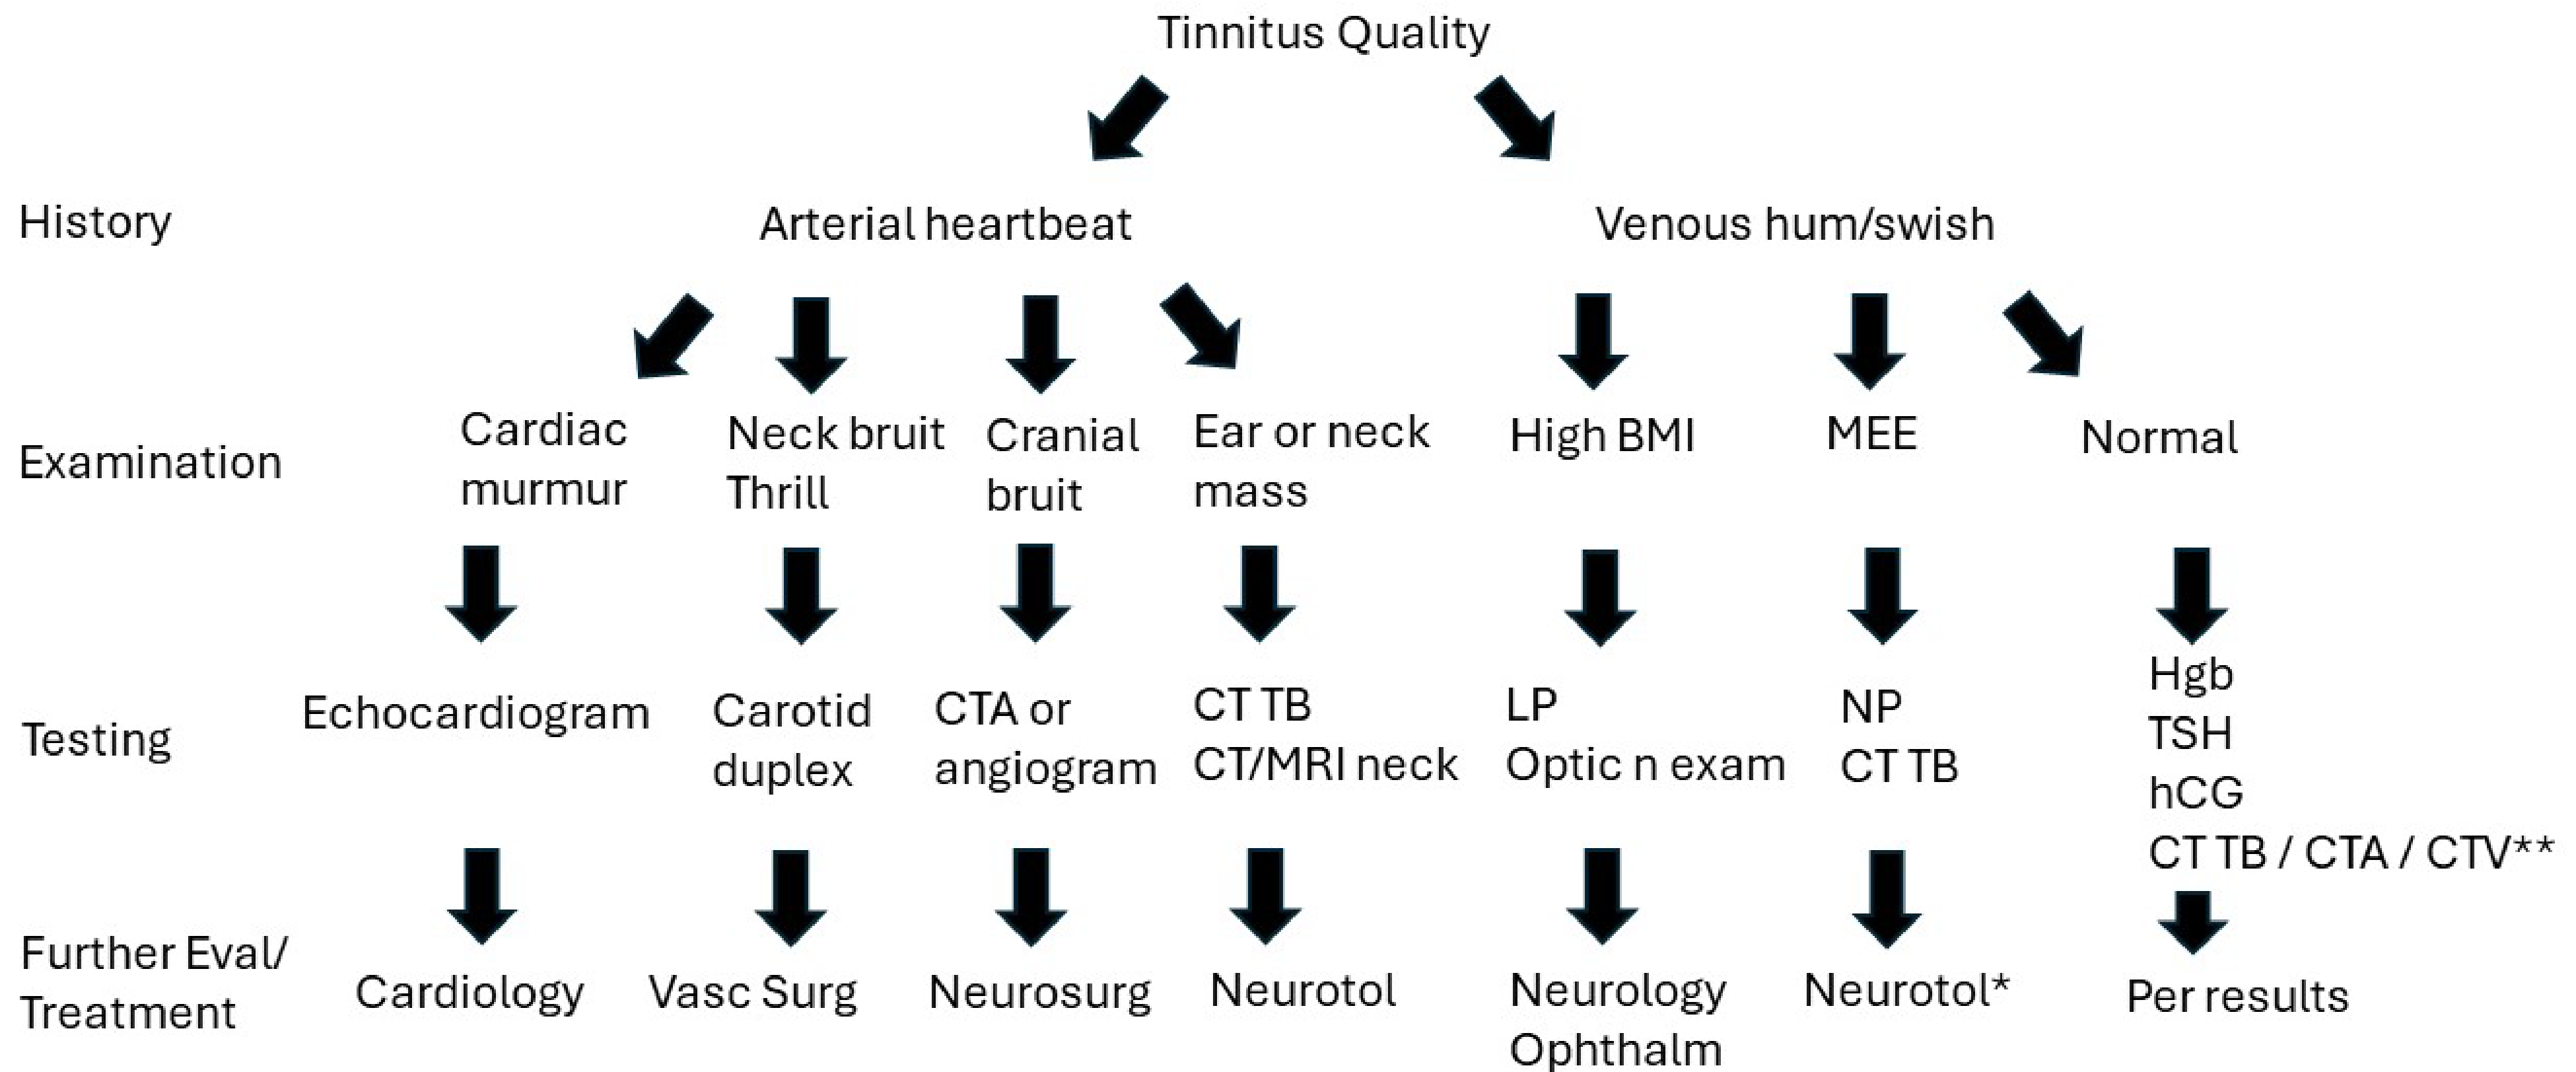 Tinnitus Quality
History
Arterial heartbeat
Venous hum/swish
Examination
Cardiac
murmur
Neck bruit
Thrill
Cranial
bruit
Ear or neck
mass
High BMI
MEE
Normal
Testing
Echocardiogram
Carotid
duplex
CTA or
angiogram
CT TB
CT/MRI neck
LP
Optic n exam
NP
CT TB
Hgb
TSH
hCG
CT TB / CTA / CTV**
Further Eval/
Treatment
Cardiology
Vasc Surg
Neurosurg
Neurotol
Neurology
Ophthalm
Neurotol*
Per results